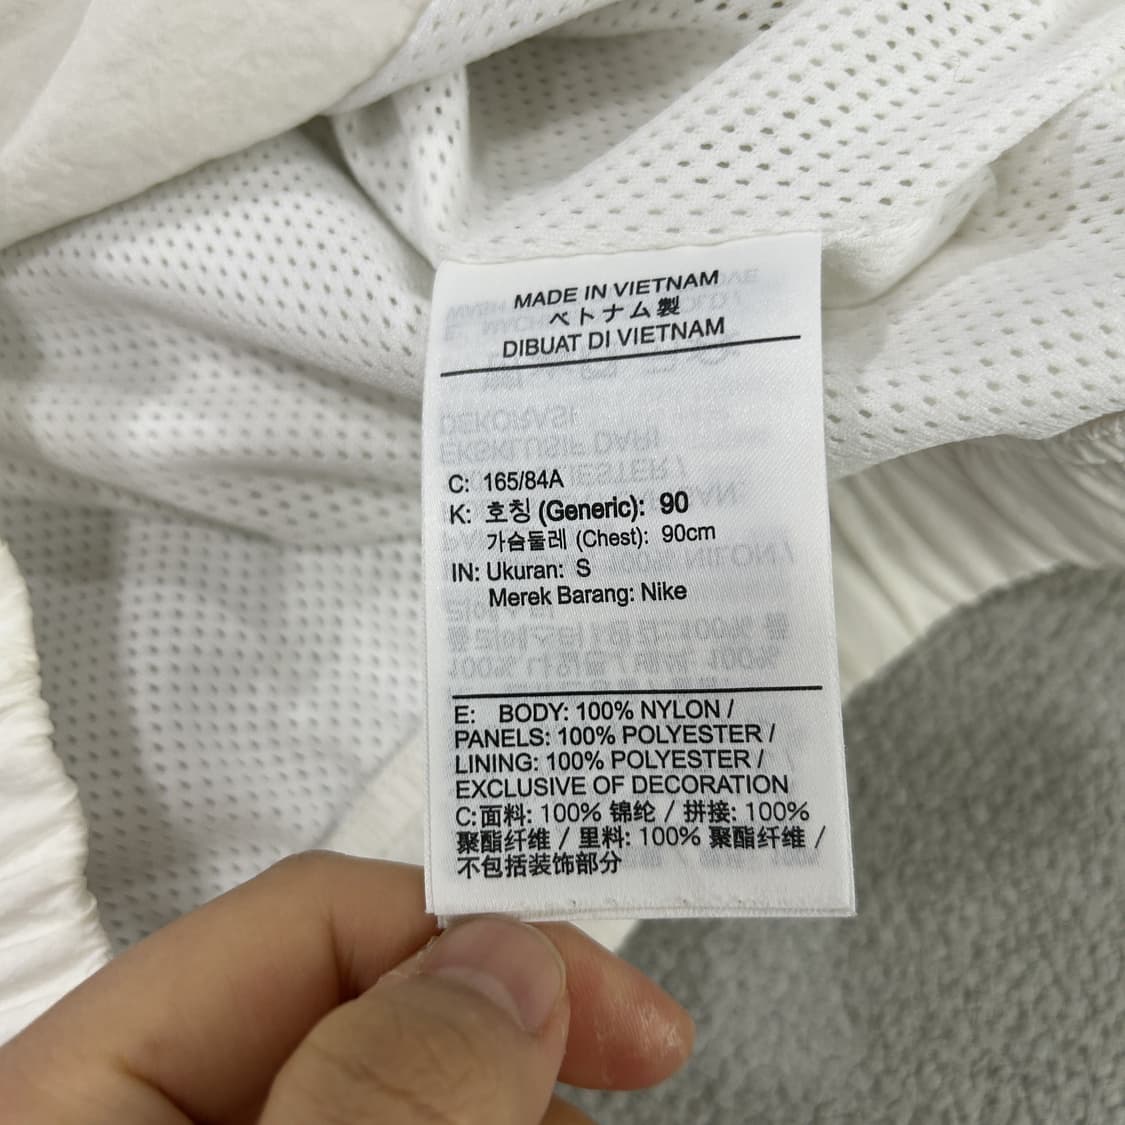 MADE IN VIETNAM
ベトナム製
DIBUAT DI VIETNAM
C: 165/84A
K: 호칭 (Generic): 90
가슴둘레 (Chest): 90cm
IN: Ukuran: S
Merek Barang: Nike
E: BODY: 100% NYLON /
PANELS: 100% POLYESTER /
LINING: 100% POLYESTER /
EXCLUSIVE OF DECORATION
C:面料: 100% 锦纶 / 拼接: 100%
聚酯纤维 / 里料: 100% 聚酯纤维 /
不包括装饰部分